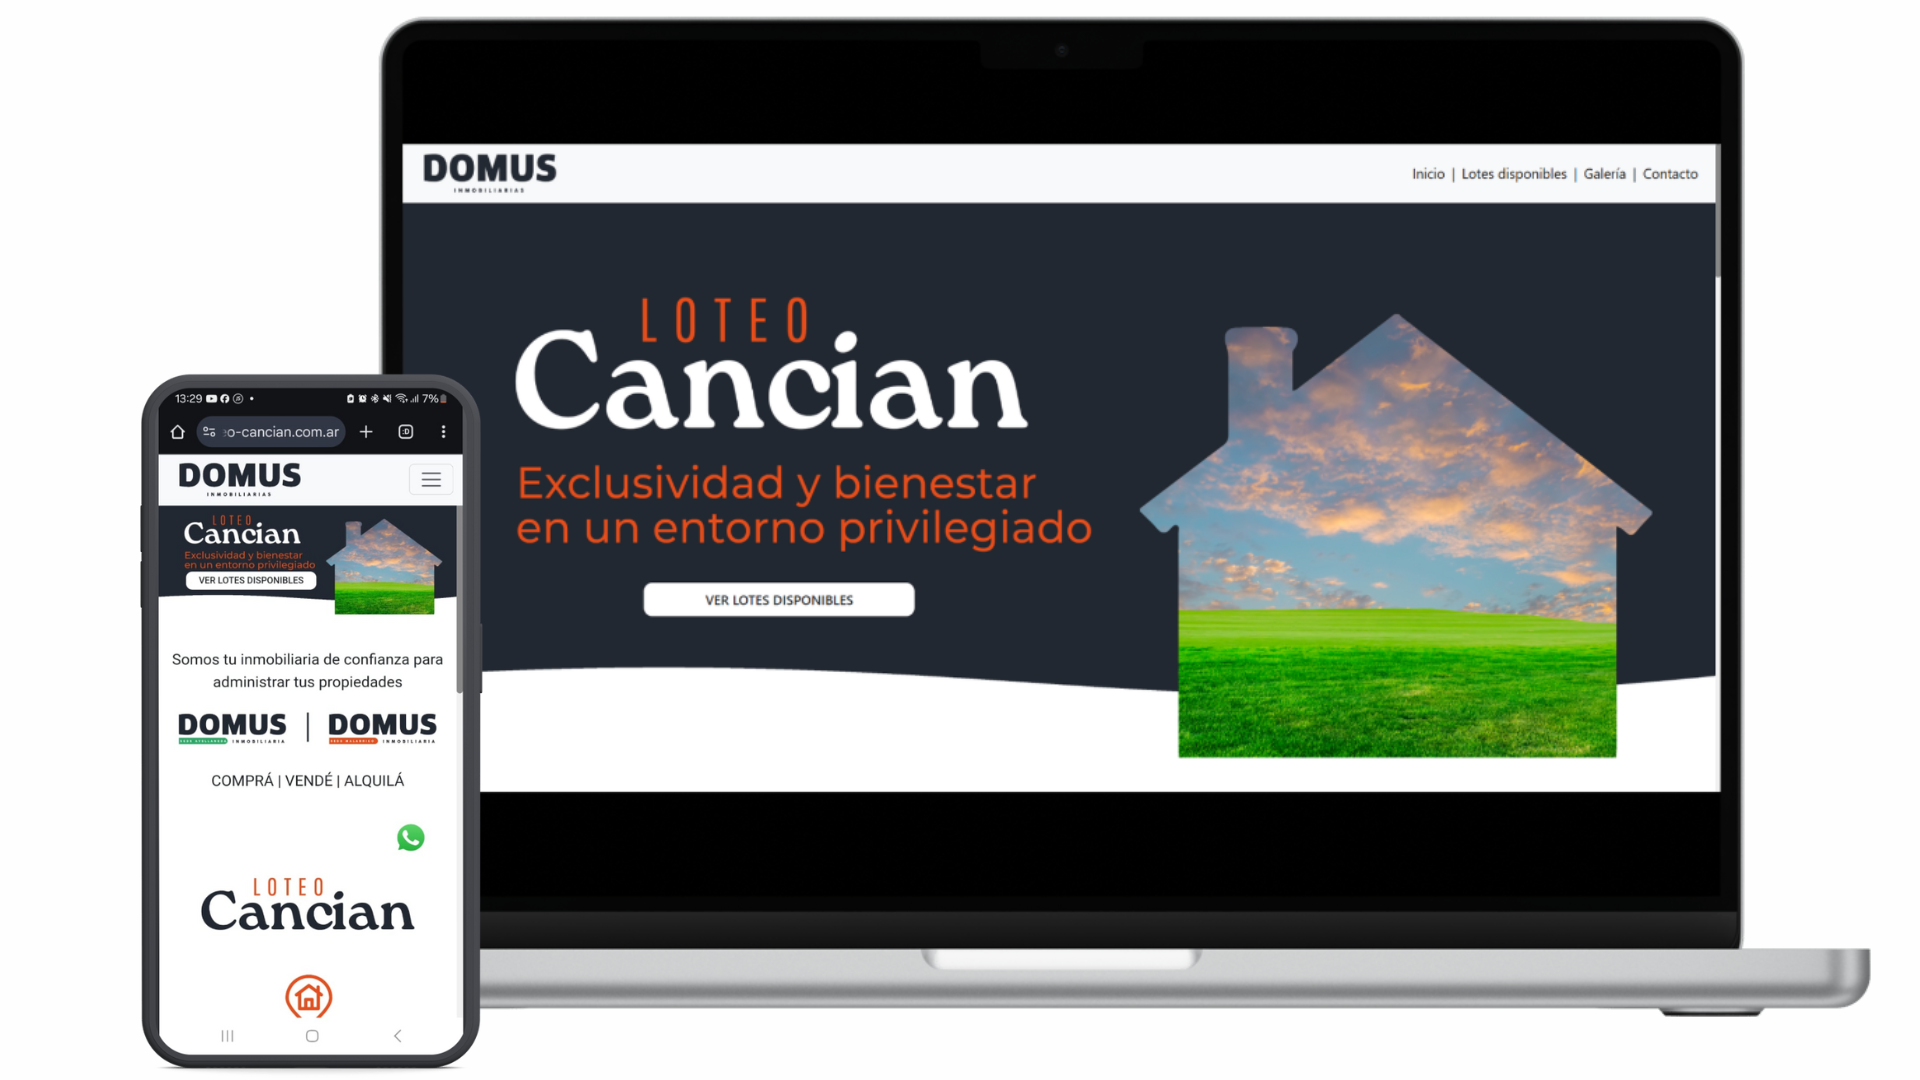 DOMUS
INMOBILIARIAS
Inicio | Lotes disponibles | Galería | Contacto
LOTEO
Cancian
Exclusividad y bienestar
en un entorno privilegiado
VER LOTES DISPONIBLES
13:29
7%
o-cancian.com.ar
DOMUS
INMOBILIARIAS
LOTEO
Cancian
Exclusividad y bienestar
en un entorno privilegiado
VER LOTES DISPONIBLES
Somos tu inmobiliaria de confianza para
administrar tus propiedades
DOMUS | DOMUS
INMOBILIARIA INMOBILIARIA
COMPRÁ | VENDÉ | ALQUILÁ
LOTEO
Cancian